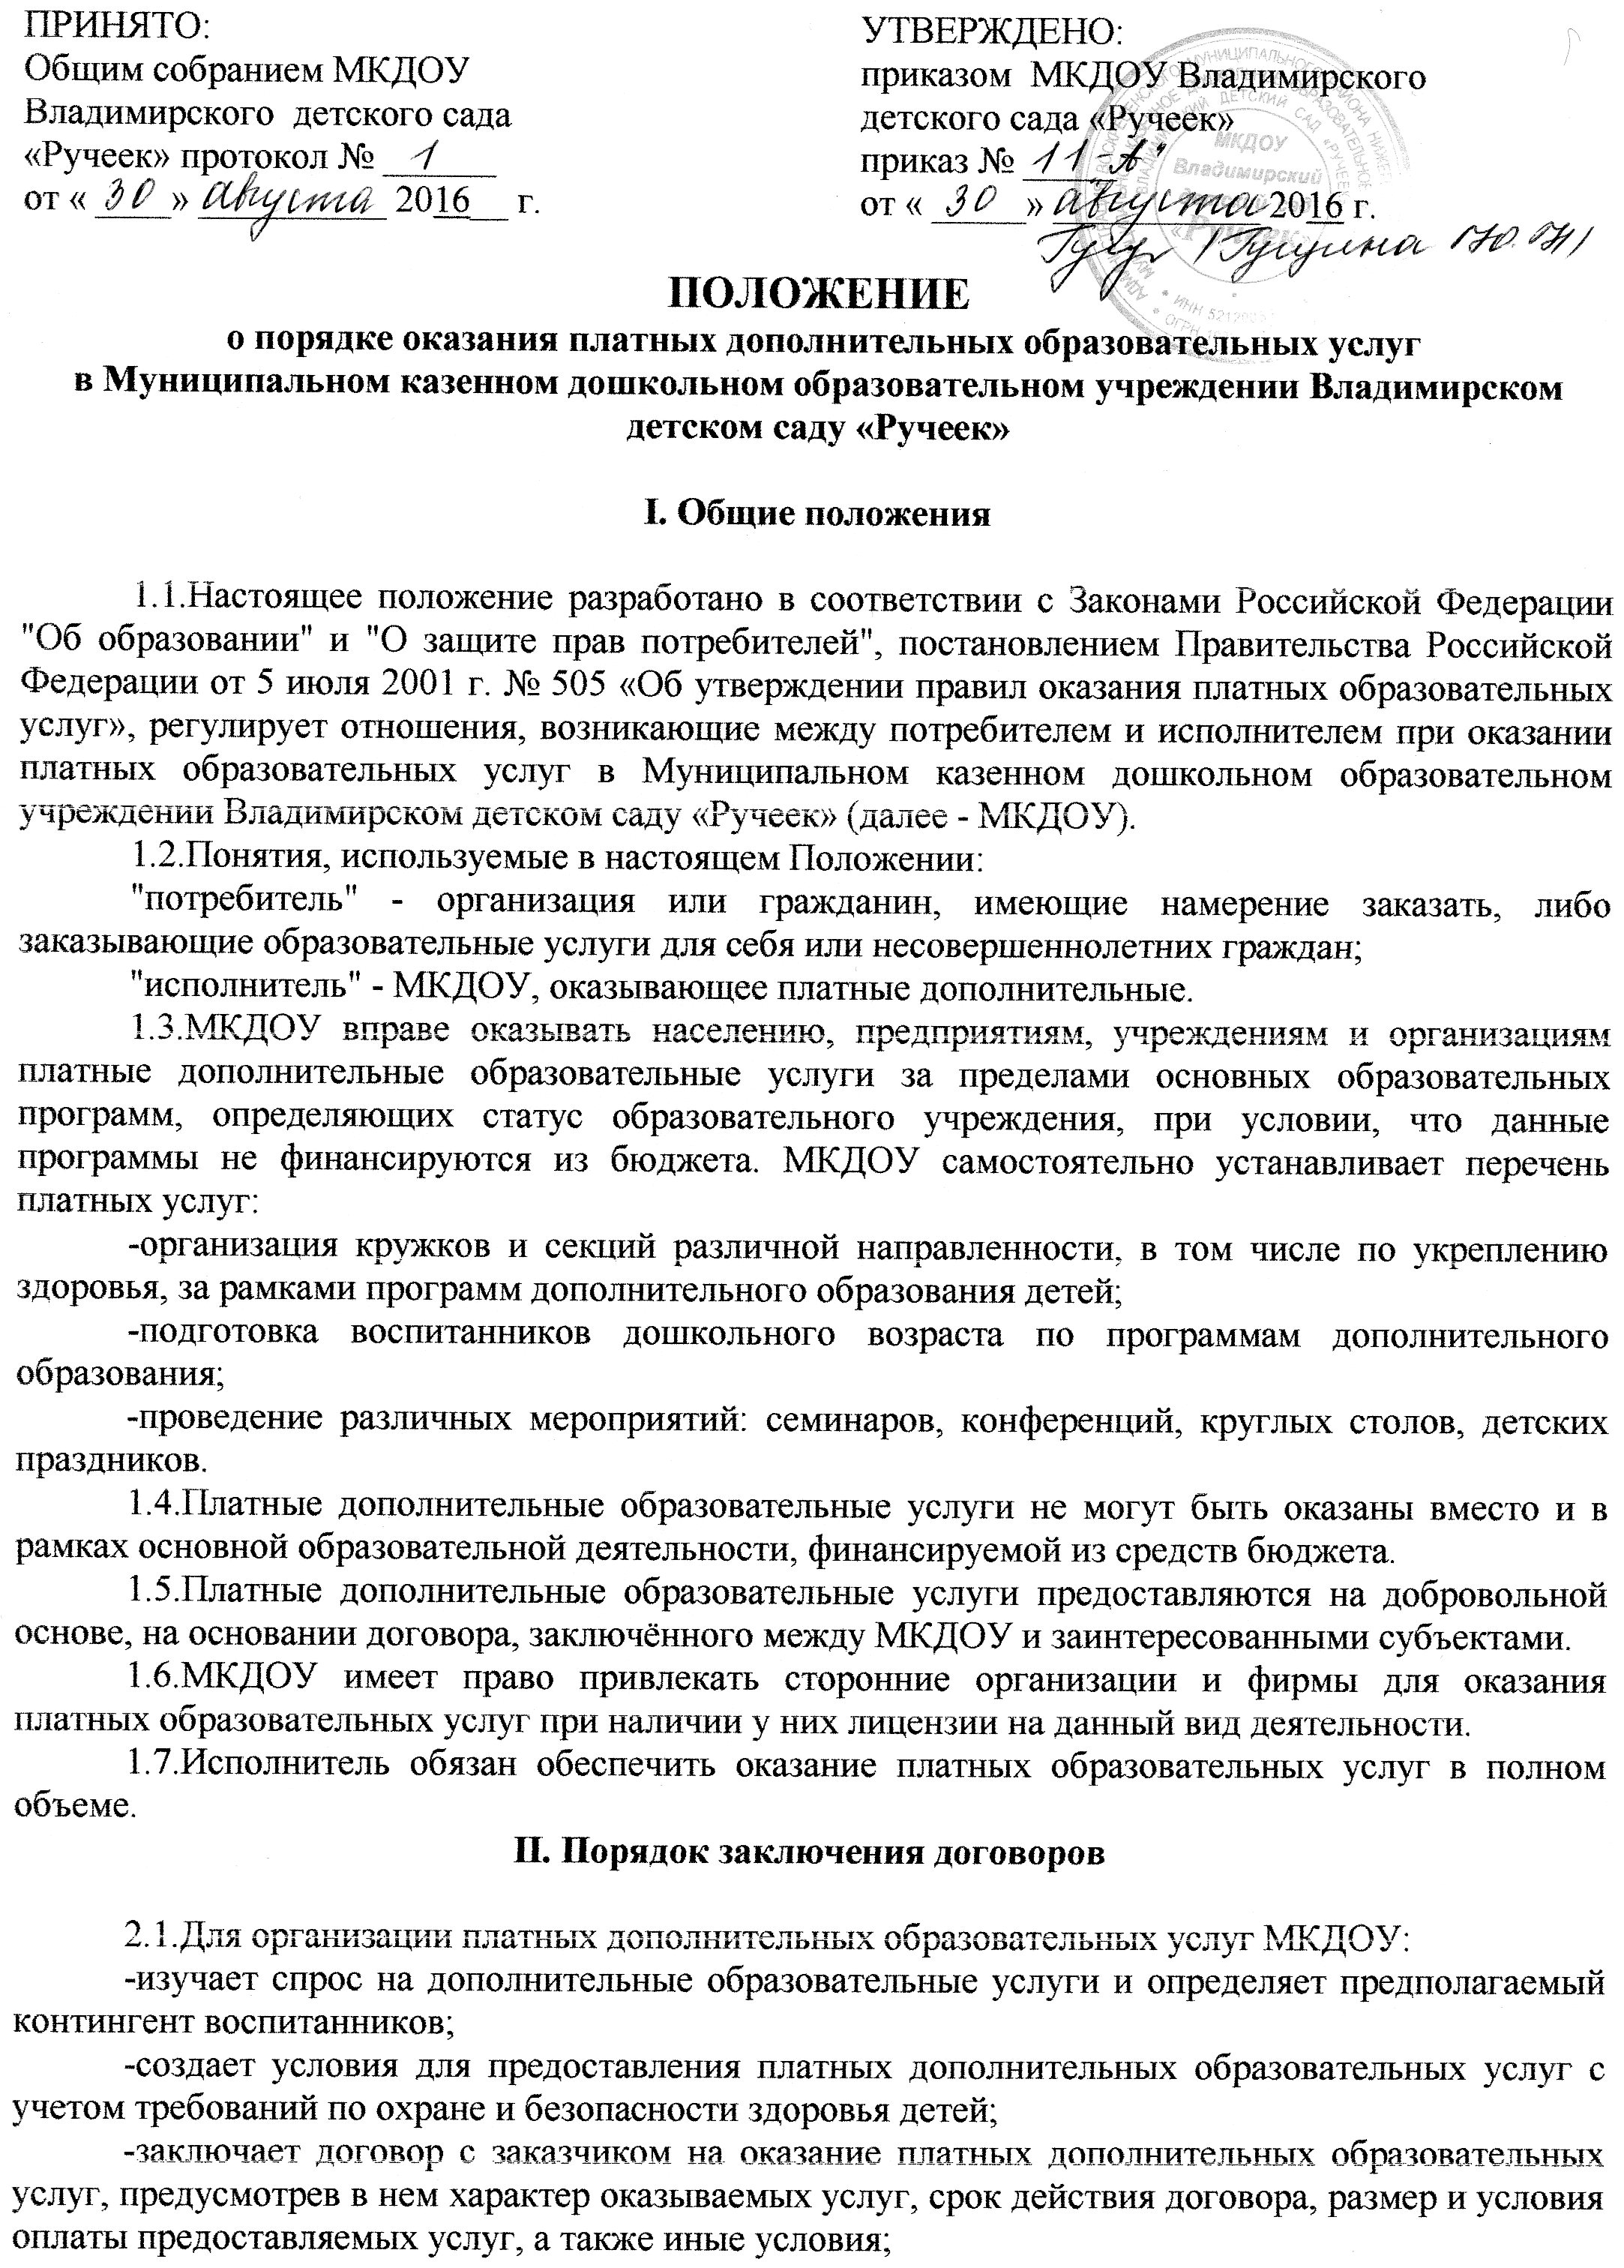 ПРИНЯТО:
Общим собранием МКДОУ
Владимирского детского сада
«Ручеек» протокол № 1
от « 30 » августа 2016 г.
УТВЕРЖДЕНО:
приказом МКДОУ Владимирского
детского сада «Ручеек»
приказ № 11-А"
от « 30 » августа 2016 г.
МКДОУ
Владимирский
«Ручеек»
ПОЛОЖЕНИЕ
о порядке оказания платных дополнительных образовательных услуг
в Муниципальном казенном дошкольном образовательном учреждении Владимирском
детском саду «Ручеек»
I. Общие положения
1.1.Настоящее положение разработано в соответствии с Законами Российской Федерации
"Об образовании" и "О защите прав потребителей", постановлением Правительства Российской
Федерации от 5 июля 2001 г. № 505 «Об утверждении правил оказания платных образовательных
услуг», регулирует отношения, возникающие между потребителем и исполнителем при оказании
платных образовательных услуг в Муниципальном казенном дошкольном образовательном
учреждении Владимирском детском саду «Ручеек» (далее - МКДОУ).
1.2.Понятия, используемые в настоящем Положении:
"потребитель" - организация или гражданин, имеющие намерение заказать, либо
заказывающие образовательные услуги для себя или несовершеннолетних граждан;
"исполнитель" - МКДОУ, оказывающее платные дополнительные.
1.3.МКДОУ вправе оказывать населению, предприятиям, учреждениям и организациям
платные дополнительные образовательные услуги за пределами основных образовательных
программ, определяющих статус образовательного учреждения, при условии, что данные
программы не финансируются из бюджета. МКДОУ самостоятельно устанавливает перечень
платных услуг:
-организация кружков и секций различной направленности, в том числе по укреплению
здоровья, за рамками программ дополнительного образования детей;
-подготовка воспитанников дошкольного возраста по программам дополнительного
образования;
-проведение различных мероприятий: семинаров, конференций, круглых столов, детских
праздников.
1.4.Платные дополнительные образовательные услуги не могут быть оказаны вместо и в
рамках основной образовательной деятельности, финансируемой из средств бюджета.
1.5.Платные дополнительные образовательные услуги предоставляются на добровольной
основе, на основании договора, заключённого между МКДОУ и заинтересованными субъектами.
1.6.МКДОУ имеет право привлекать сторонние организации и фирмы для оказания
платных образовательных услуг при наличии у них лицензии на данный вид деятельности.
1.7.Исполнитель обязан обеспечить оказание платных образовательных услуг в полном
объеме.
II. Порядок заключения договоров
2.1.Для организации платных дополнительных образовательных услуг МКДОУ:
-изучает спрос на дополнительные образовательные услуги и определяет предполагаемый
контингент воспитанников;
-создает условия для предоставления платных дополнительных образовательных услуг с
учетом требований по охране и безопасности здоровья детей;
-заключает договор с заказчиком на оказание платных дополнительных образовательных
услуг, предусмотрев в нем характер оказываемых услуг, срок действия договора, размер и условия
оплаты предоставляемых услуг, а также иные условия;